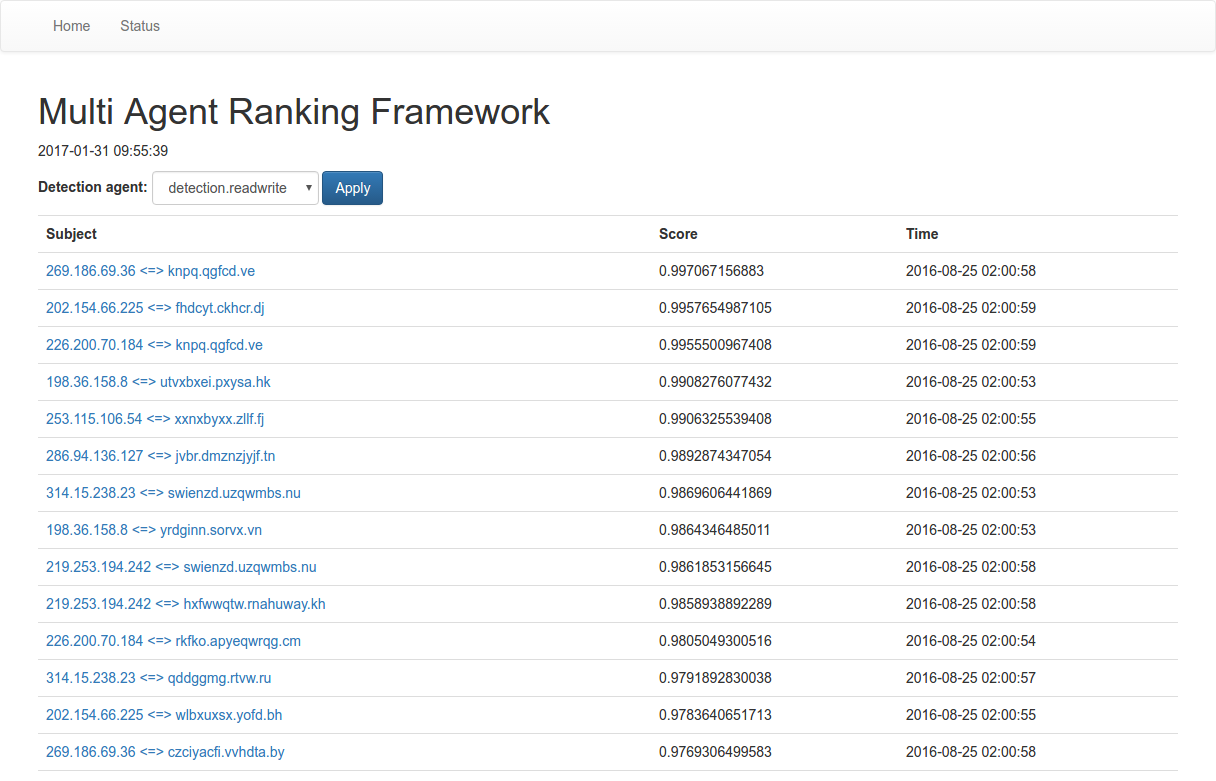 Home Status
Multi Agent Ranking Framework
2017-01-31 09:55:39
Detection agent: detection.readwrite Apply
Subject Score Time
269.186.69.36 <=> knpq.qgfcd.ve 0.997067156883 2016-08-25 02:00:58
202.154.66.225 <=> fhdcyt.ckhcr.dj 0.9957654987105 2016-08-25 02:00:59
226.200.70.184 <=> knpq.qgfcd.ve 0.9955500967408 2016-08-25 02:00:59
198.36.158.8 <=> utvxbxei.pxysa.hk 0.9908276077432 2016-08-25 02:00:53
253.115.106.54 <=> xxnxbyxx.zllf.fj 0.9906325539408 2016-08-25 02:00:55
286.94.136.127 <=> jvbr.dmznzjyjf.tn 0.9892874347054 2016-08-25 02:00:56
314.15.238.23 <=> swienzd.uzqwmbs.nu 0.9869606441869 2016-08-25 02:00:53
198.36.158.8 <=> yrdginn.sorvx.vn 0.9864346485011 2016-08-25 02:00:53
219.253.194.242 <=> swienzd.uzqwmbs.nu 0.9861853156645 2016-08-25 02:00:58
219.253.194.242 <=> hxfwwqtw.rnahuway.kh 0.9858938892289 2016-08-25 02:00:58
226.200.70.184 <=> rkfko.apyeqwrqg.cm 0.9805049300516 2016-08-25 02:00:54
314.15.238.23 <=> qddggmg.rtvw.ru 0.9791892830038 2016-08-25 02:00:57
202.154.66.225 <=> wlbxuxsx.yofd.bh 0.9783640651713 2016-08-25 02:00:55
269.186.69.36 <=> czciyacfi.vvhdta.by 0.9769306499583 2016-08-25 02:00:58